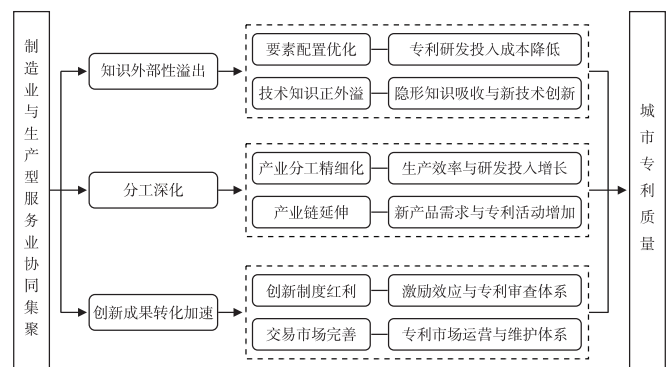 制造业与生产型服务业协同集聚
知识外部性溢出
要素配置优化
专利研发投入成本降低
技术知识正外溢
隐形知识吸收与新技术创新
分工深化
产业分工精细化
生产效率与研发投入增长
产业链延伸
新产品需求与专利活动增加
创新成果转化加速
创新制度红利
激励效应与专利审查体系
交易市场完善
专利市场运营与维护体系
城市专利质量